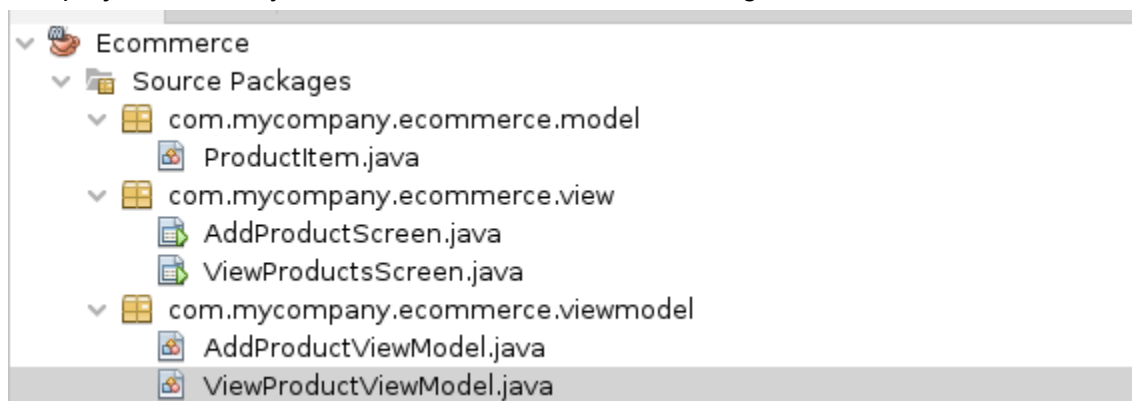 Ecommerce
Source Packages
com.mycompany.ecommerce.model
ProductItem.java
com.mycompany.ecommerce.view
AddProductScreen.java
ViewProductsScreen.java
com.mycompany.ecommerce.viewmodel
AddProductViewModel.java
ViewProductViewModel.java